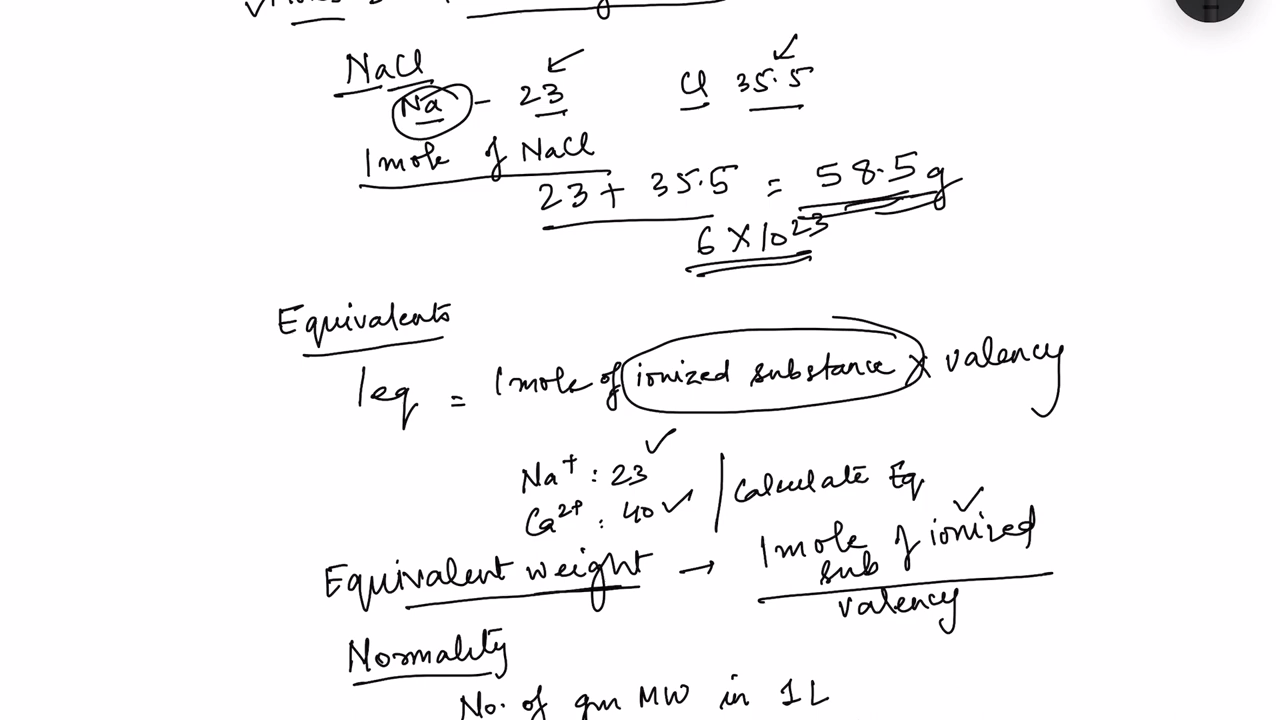 NaCl
Na - 23 Cl 35.5
1 mole of NaCl
23 + 35.5 = 58.5 g
6 X 10²³
Equivalents
1 eq = 1 mole of ionized substance X valency
Na⁺ : 23
Ca²⁺ : 40 Calculate Eq
Equivalent weight → 1 mole of ionized
sub
valency
Normality
No. of gm MW in 1 L